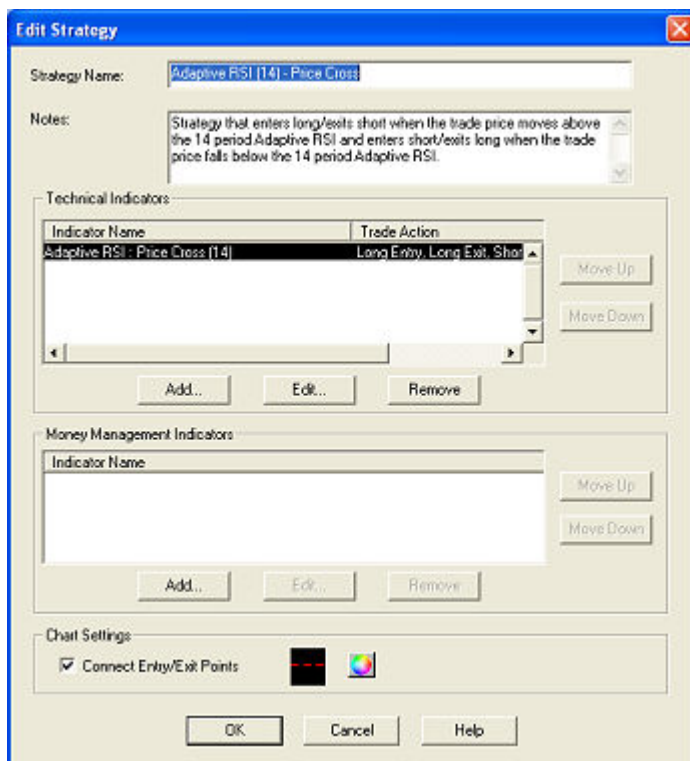 Edit Strategy
Strategy Name: Adaptive RSI (14) - Price Cross
Notes: Strategy that enters long/exits short when the trade price moves above
the 14 period Adaptive RSI and enters short/exits long when the trade
price falls below the 14 period Adaptive RSI.
Technical Indicators
Indicator Name Trade Action
Adaptive RSI : Price Cross (14) Long Entry, Long Exit, Shor
Move Up
Move Down
Add... Edit... Remove
Money Management Indicators
Indicator Name
Move Up
Move Down
Add... Edit... Remove
Chart Settings
Connect Entry/Exit Points
OK Cancel Help